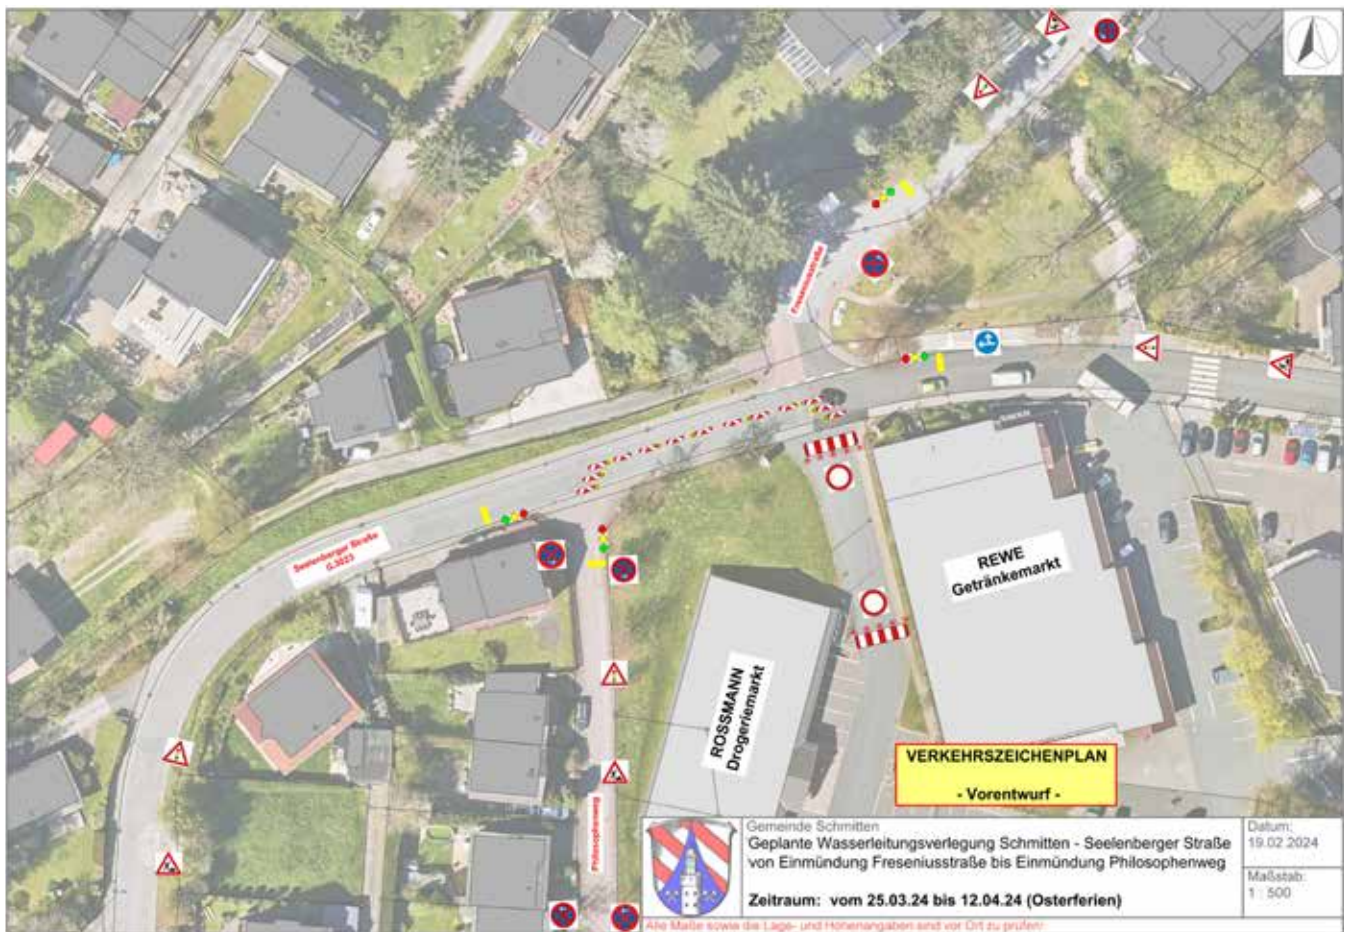 Freseniusstraße
Seelenberger Straße
REWE
Getränkemarkt
ROSSMANN
Drogeriemarkt
Philosophenweg
VERKEHRSZEICHENPLAN
- Vorentwurf -
Gemeinde Schmitten
Geplante Wasserleitungsverlegung Schmitten - Seelenberger Straße
von Einmündung Freseniusstraße bis Einmündung Philosophenweg
Zeitraum: vom 25.03.24 bis 12.04.24 (Osterferien)
Datum:
19.02.2024
Maßstab:
1 : 500
Alle Maße sowie die Lage- und Höhenangaben sind vor Ort zu prüfen!